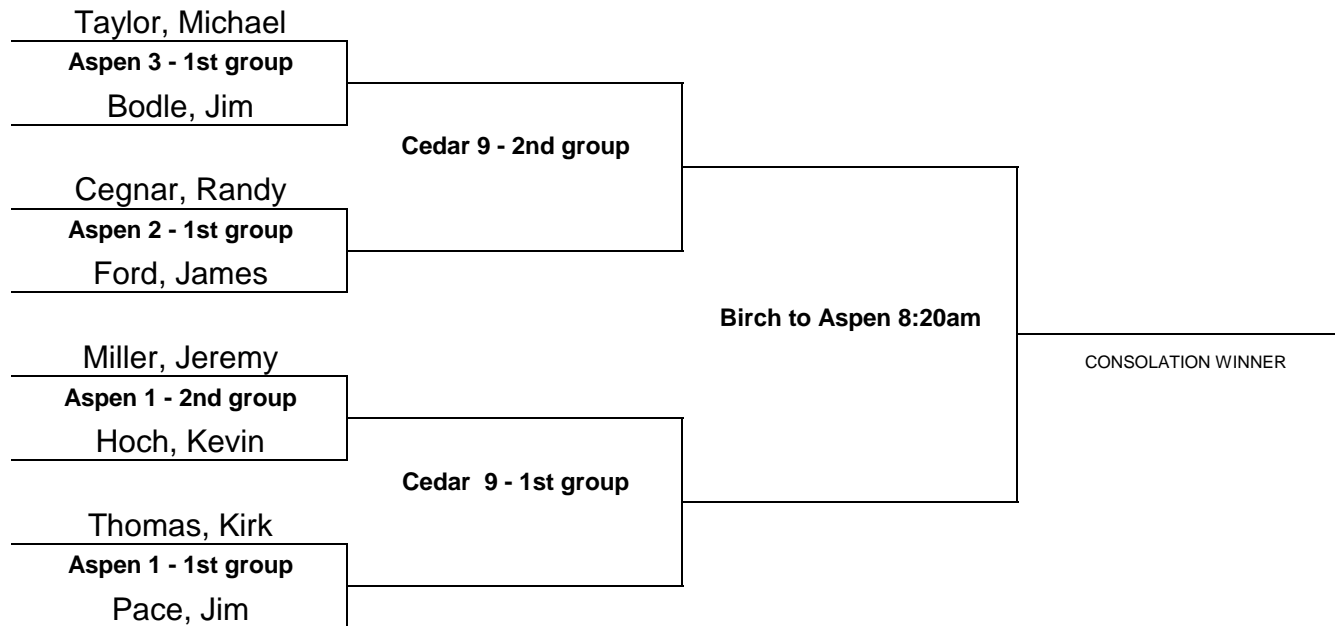 Taylor, Michael
Aspen 3 - 1st group
Bodle, Jim
Cedar 9 - 2nd group
Cegnar, Randy
Aspen 2 - 1st group
Ford, James
Birch to Aspen 8:20am
CONSOLATION WINNER
Miller, Jeremy
Aspen 1 - 2nd group
Hoch, Kevin
Cedar  9 - 1st group
Thomas, Kirk
Aspen 1 - 1st group
Pace, Jim